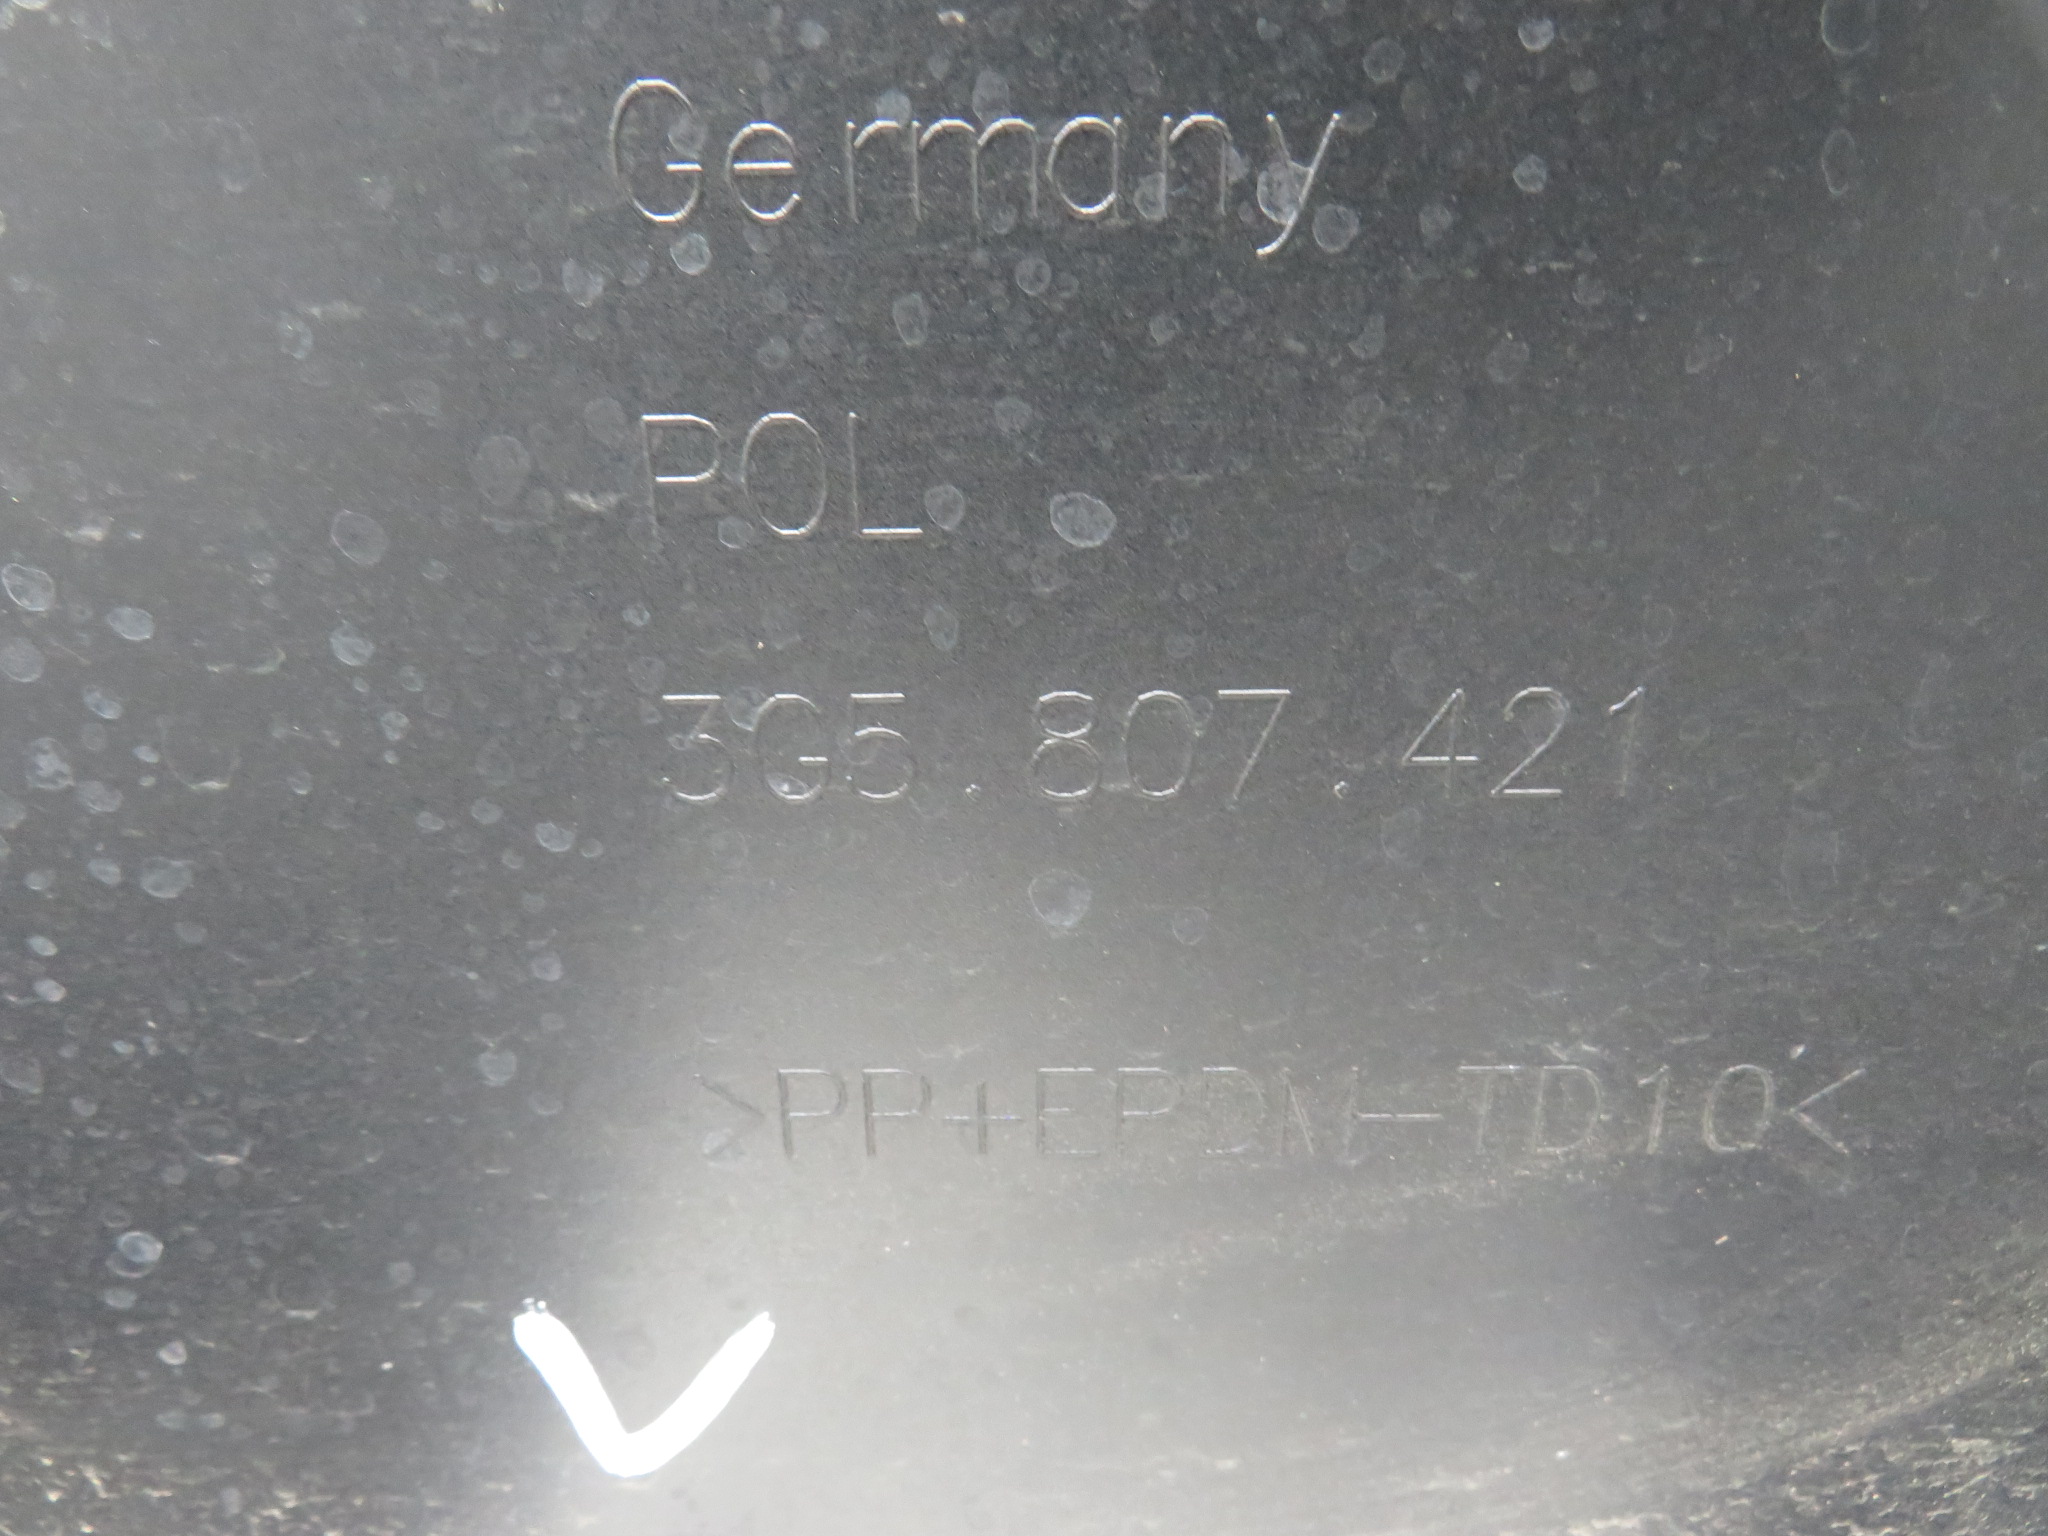 Germany
POL
3G5.807.421
>PP+EPDM-TD10<